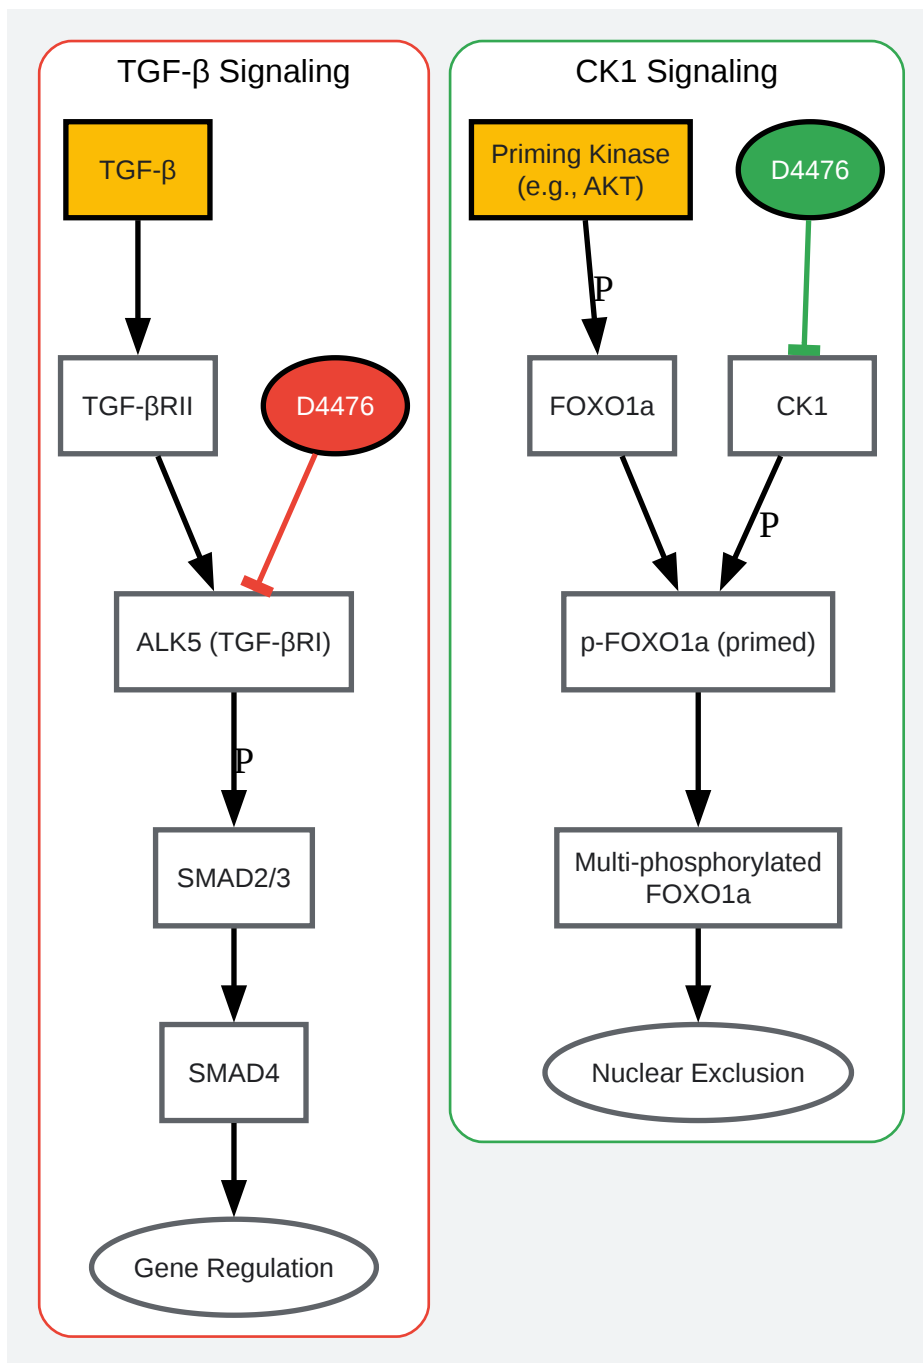 TGF-β Signaling
TGF-β
TGF-βRII
D4476
ALK5 (TGF-βRI)
P
SMAD2/3
SMAD4
Gene Regulation
CK1 Signaling
Priming Kinase
(e.g., AKT)
D4476
P
FOXO1a
CK1
P
p-FOXO1a (primed)
Multi-phosphorylated
FOXO1a
Nuclear Exclusion